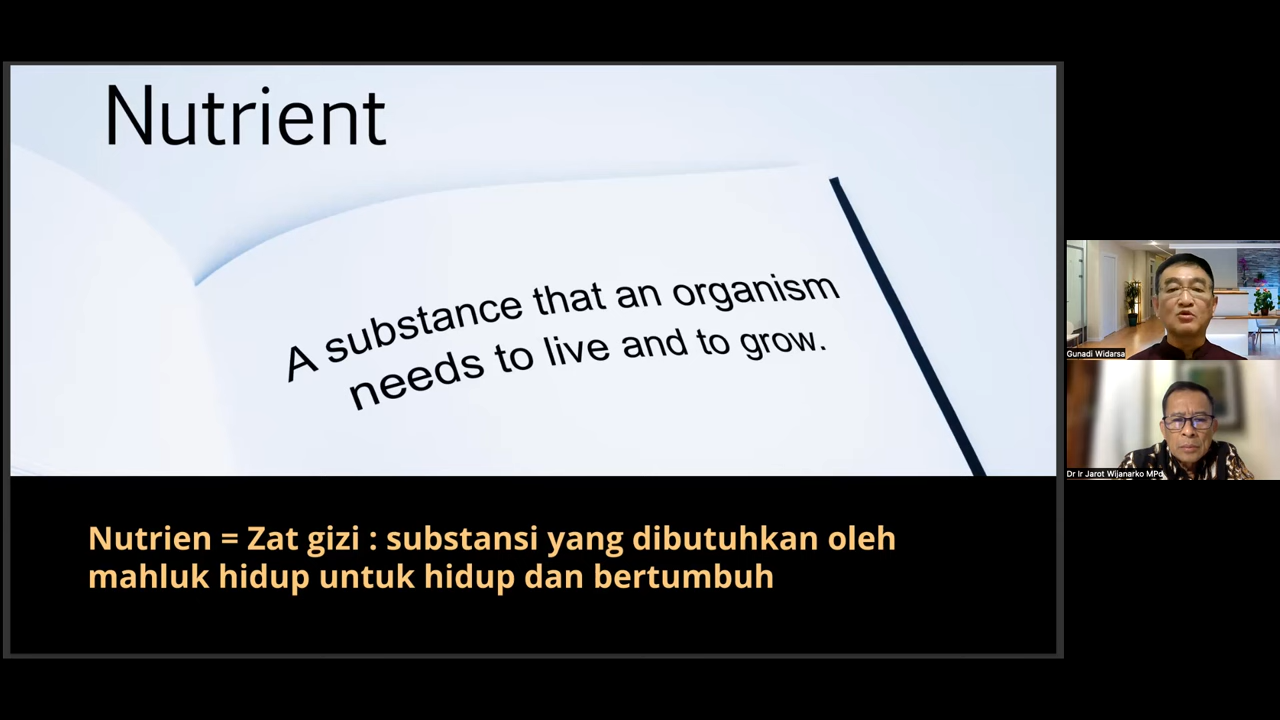 Nutrient
A substance that an organism
needs to live and to grow.
Nutrien = Zat gizi : substansi yang dibutuhkan oleh
mahluk hidup untuk hidup dan bertumbuh
Gunadi Widarsa
Dr Ir Jarot Wijanarko MPd